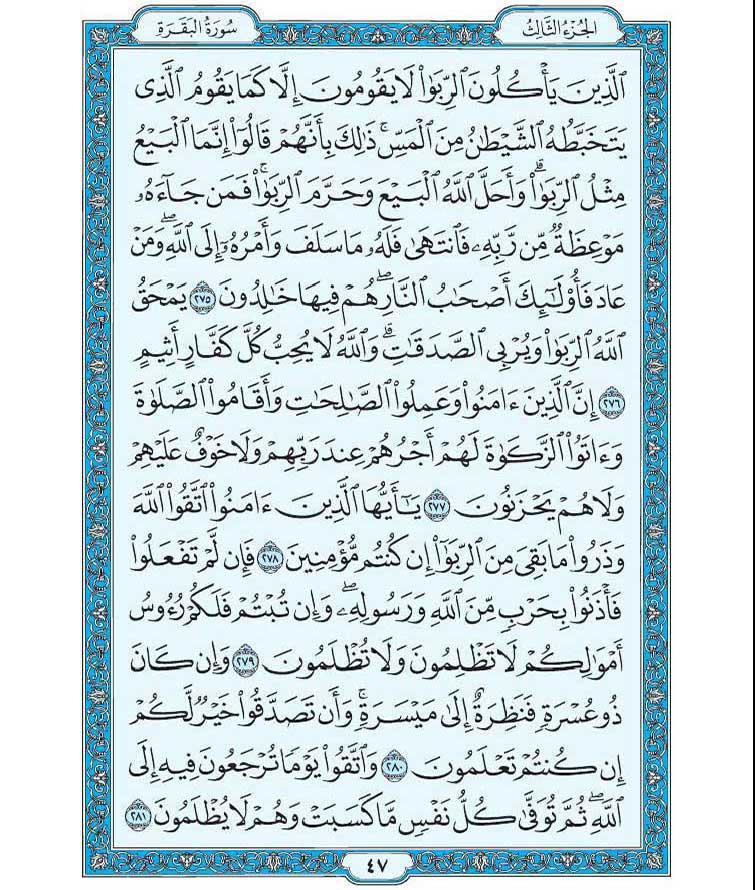 الجزء الثالث
سورة البقرة
ٱلَّذِينَ يَأۡكُلُونَ ٱلرِّبَوٰاْ لَا يَقُومُونَ إِلَّا كَمَا يَقُومُ ٱلَّذِى
يَتَخَبَّطُهُ ٱلشَّيۡطَٰنُ مِنَ ٱلۡمَسِّۚ ذَٰلِكَ بِأَنَّهُمۡ قَالُوٓاْ إِنَّمَا ٱلۡبَيۡعُ
مِثۡلُ ٱلرِّبَوٰاْۗ وَأَحَلَّ ٱللَّهُ ٱلۡبَيۡعَ وَحَرَّمَ ٱلرِّبَوٰاْۚ فَمَن جَآءَهُۥ
مَوۡعِظَةٌ مِّن رَّبِّهِۦ فَٱنتَهَىٰ فَلَهُۥ مَا سَلَفَ وَأَمۡرُهُۥٓ إِلَى ٱللَّهِۖ وَمَنۡ
عَادَ فَأُوْلَٰٓئِكَ أَصۡحَٰبُ ٱلنَّارِۖ هُمۡ فِيهَا خَٰلِدُونَ ٢٧٥ يَمۡحَقُ
ٱللَّهُ ٱلرِّبَوٰاْ وَيُرۡبِى ٱلصَّدَقَٰتِۗ وَٱللَّهُ لَا يُحِبُّ كُلَّ كَفَّارٍ أَثِيمٍ
٢٧٦ إِنَّ ٱلَّذِينَ ءَامَنُواْ وَعَمِلُواْ ٱلصَّٰلِحَٰتِ وَأَقَامُواْ ٱلصَّلَوٰةَ
وَءَاتَوُاْ ٱلزَّكَوٰةَ لَهُمۡ أَجۡرُهُمۡ عِندَ رَبِّهِمۡ وَلَا خَوۡفٌ عَلَيۡهِمۡ
وَلَا هُمۡ يَحۡزَنُونَ ٢٧٧ يَٰٓأَيُّهَا ٱلَّذِينَ ءَامَنُواْ ٱتَّقُواْ ٱللَّهَ
وَذَرُواْ مَا بَقِىَ مِنَ ٱلرِّبَوٰٓاْ إِن كُنتُم مُّؤۡمِنِينَ ٢٧٨ فَإِن لَّمۡ تَفۡعَلُواْ
فَأۡذَنُواْ بِحَرۡبٍ مِّنَ ٱللَّهِ وَرَسُولِهِۦۖ وَإِن تُبۡتُمۡ فَلَكُمۡ رُءُوسُ
أَمۡوَٰلِكُمۡ لَا تَظۡلِمُونَ وَلَا تُظۡلَمُونَ ٢٧٩ وَإِن كَانَ
ذُو عُسۡرَةٍ فَنَظِرَةٌ إِلَىٰ مَيۡسَرَةٍۚ وَأَن تَصَدَّقُواْ خَيۡرٌ لَّكُمۡ
إِن كُنتُمۡ تَعۡلَمُونَ ٢٨٠ وَٱتَّقُواْ يَوۡمًا تُرۡجَعُونَ فِيهِ إِلَى
ٱللَّهِۖ ثُمَّ تُوَفَّىٰ كُلُّ نَفۡسٍ مَّا كَسَبَتۡ وَهُمۡ لَا يُظۡلَمُونَ ٢٨١
٤٧